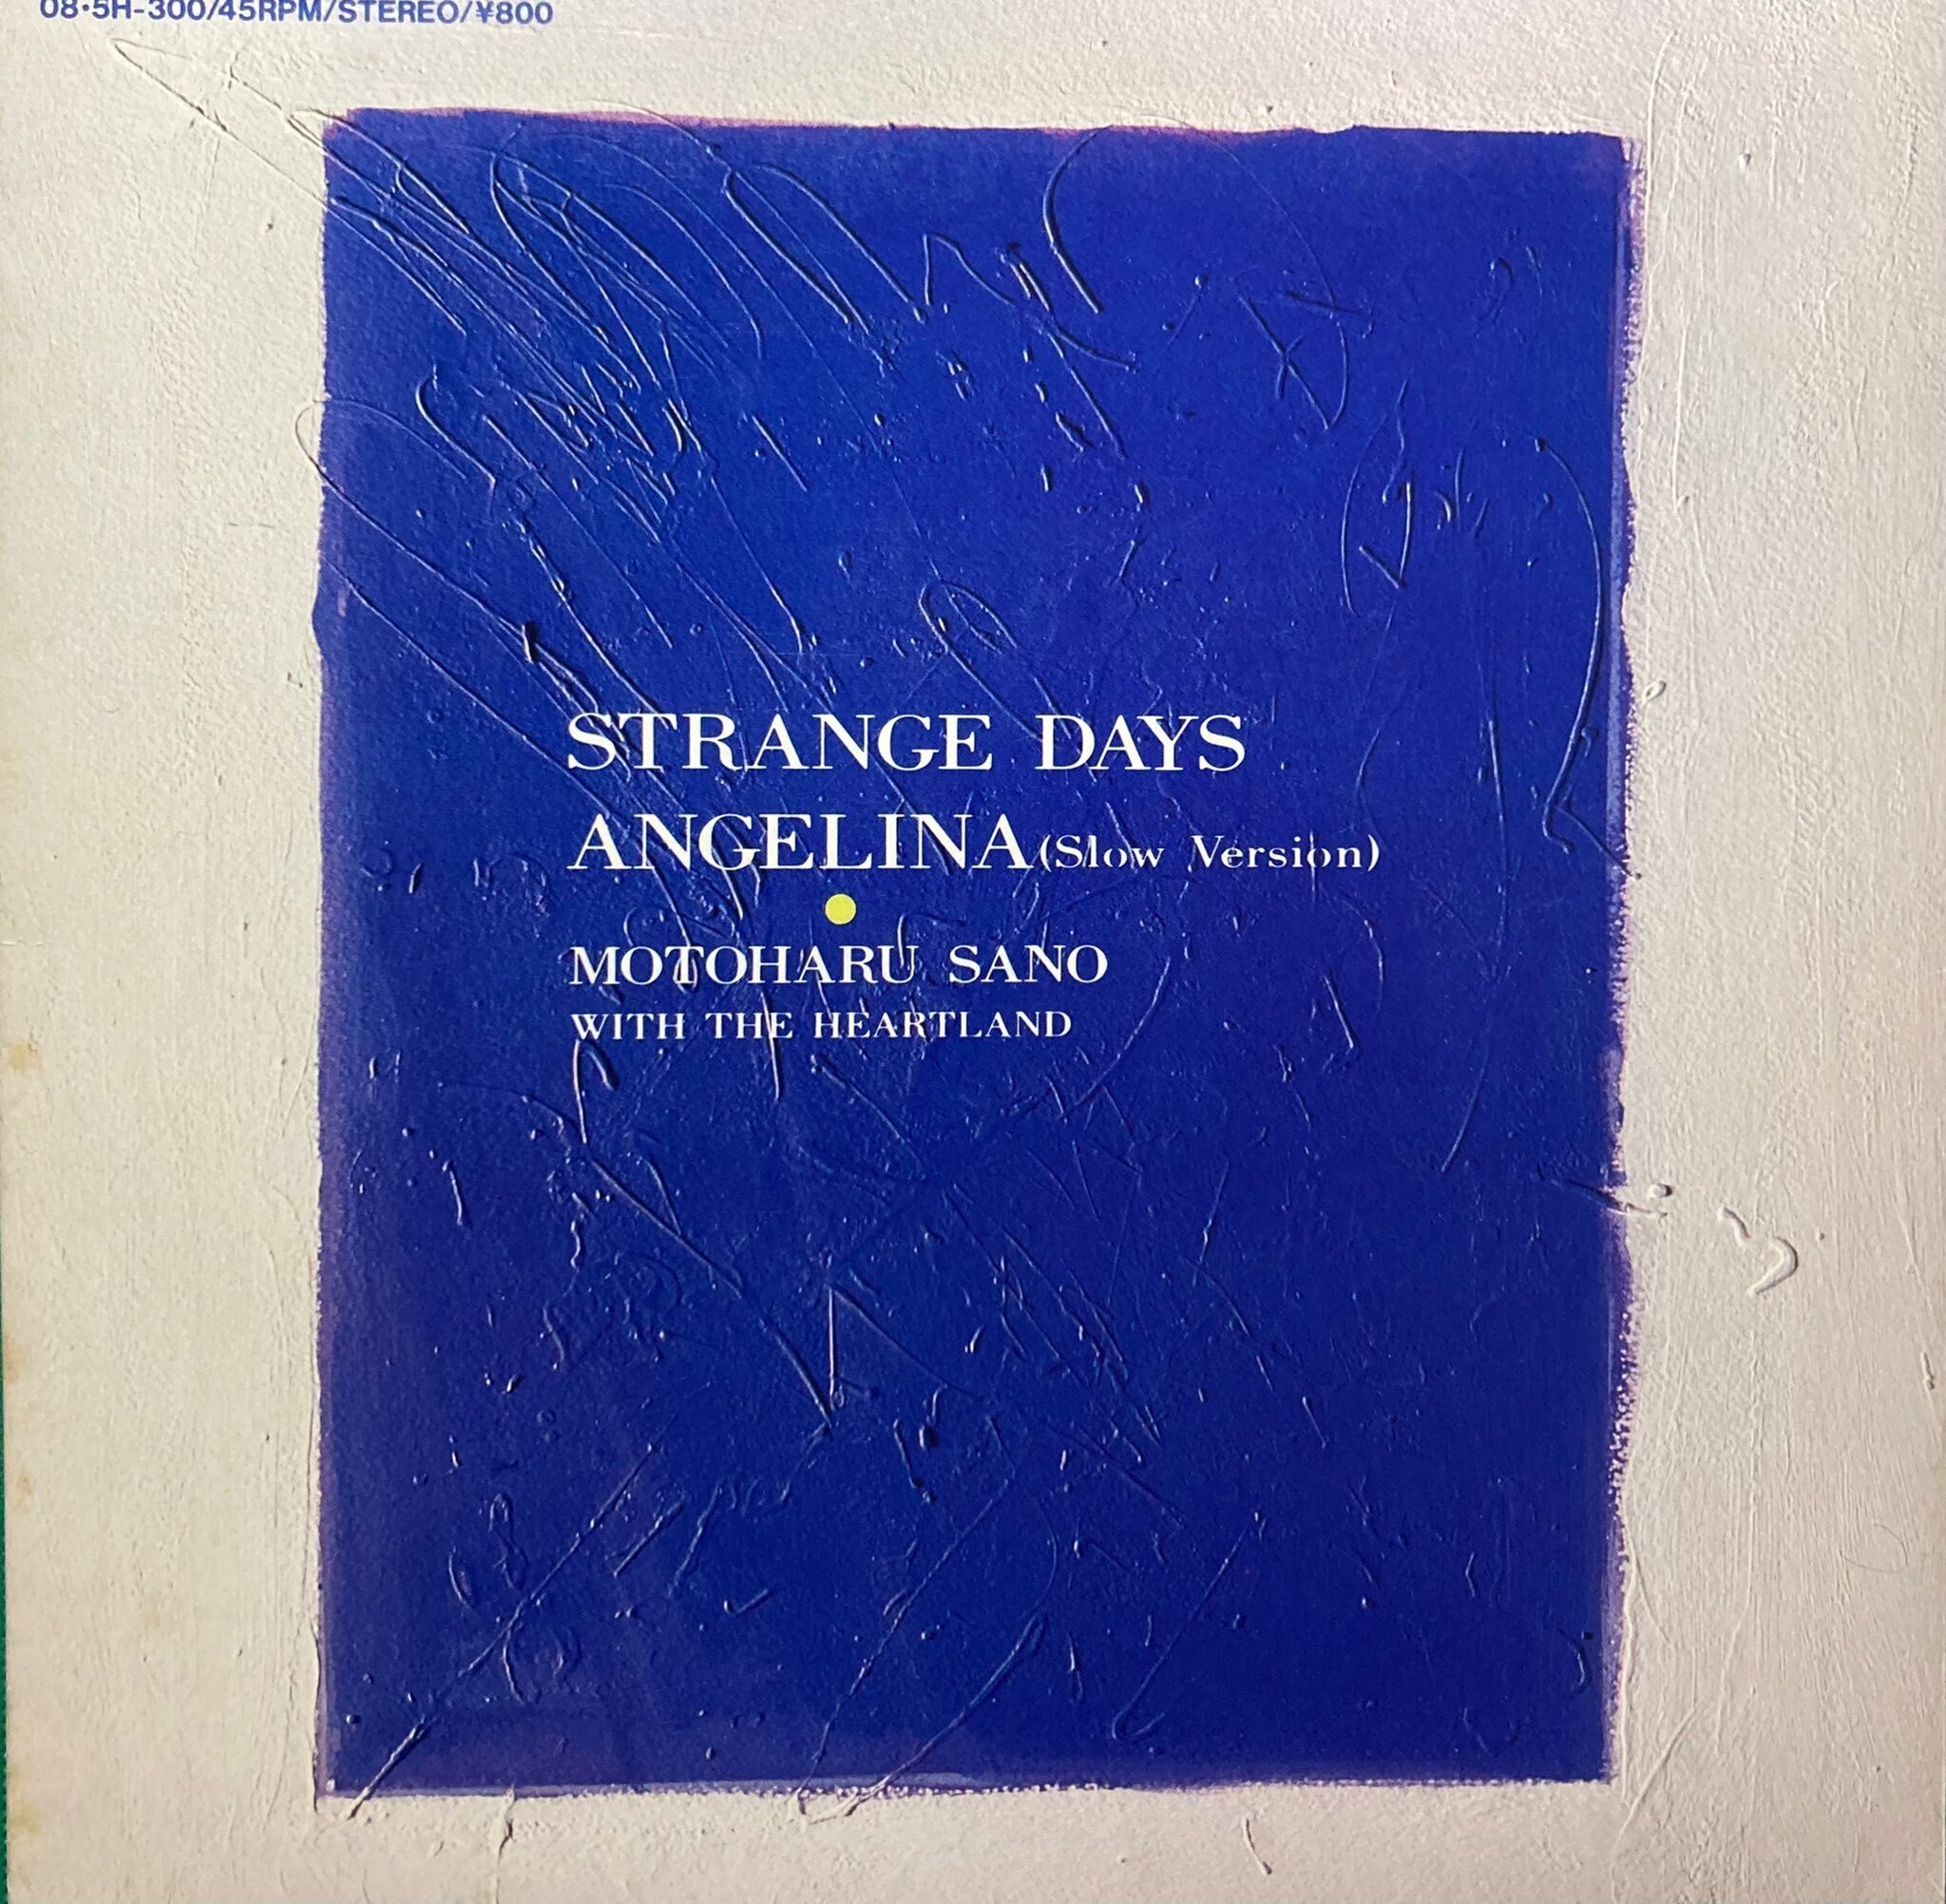 08·5H-300/45RPM/STEREO/¥800
STRANGE DAYS
ANGELINA(Slow Version)
MOTOHARU SANO
WITH THE HEARTLAND